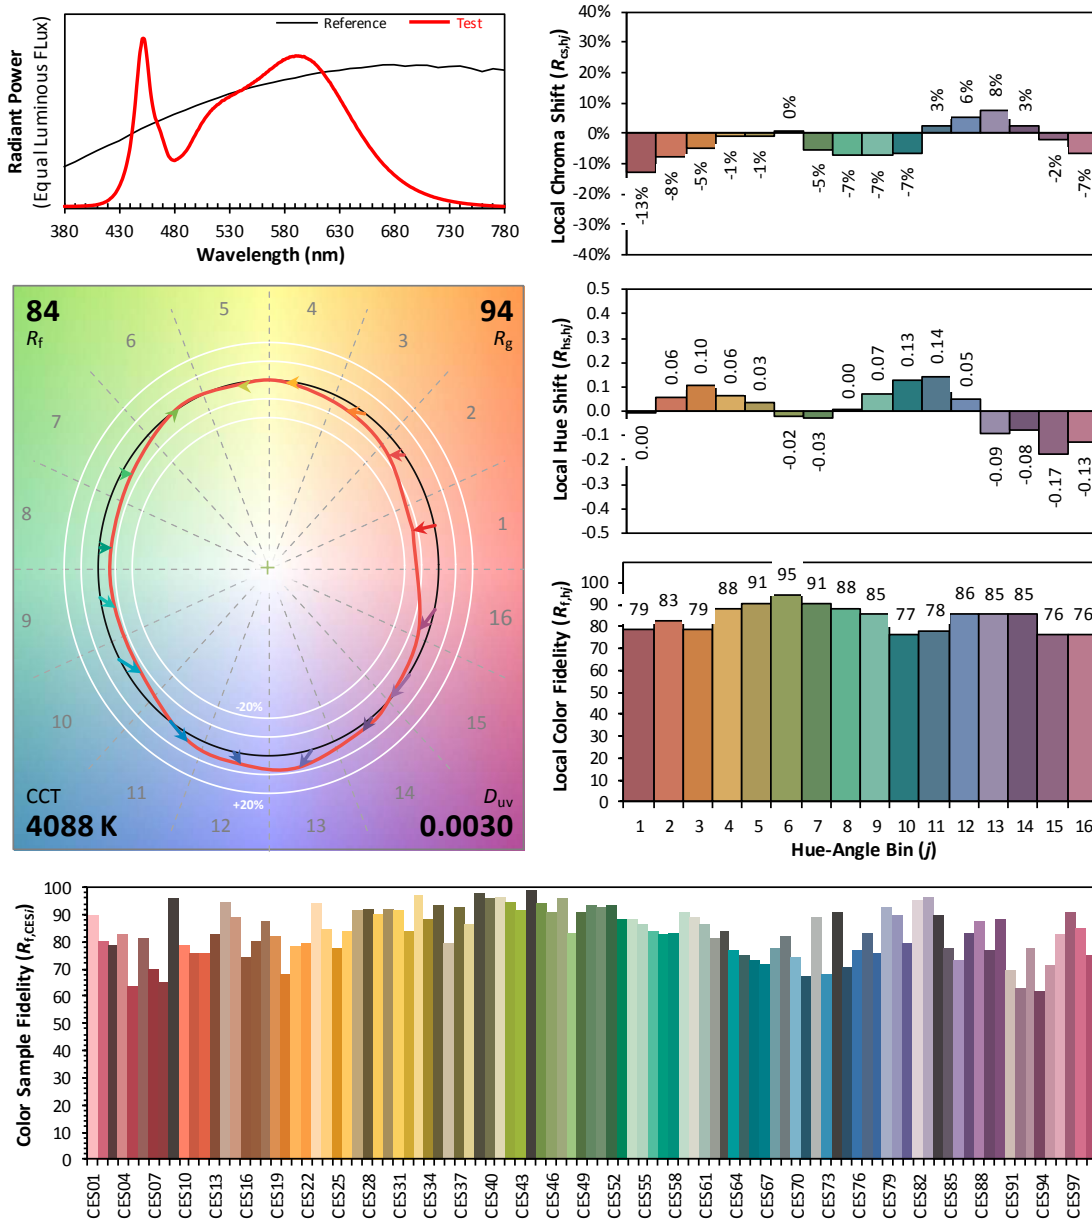 Radiant Power
(Equal Luminous FLux)
Reference
Test
380 430 480 530 580 630 680 730 780
Wavelength (nm)
Local Chroma Shift (Rcs,hj)
40%
30%
20%
10%
0%
-10%
-20%
-30%
-40%
-13% -8% -5% -1% -1% 0% -5% -7% -7% -7% 3% 6% 8% 3% -2% -7%
84
Rf
94
Rg
5 4
6 3
7 2
8 1
9 16
10 15
11 14
12 13
-20%
+20%
CCT
4088 K
Duv
0.0030
Local Hue Shift (Rhs,hj)
0.5
0.4
0.3
0.2
0.1
0.0
-0.1
-0.2
-0.3
-0.4
-0.5
0.00 0.06 0.10 0.06 0.03 -0.02 -0.03 0.00 0.07 0.13 0.14 0.05 -0.09 -0.08 -0.17 -0.13
Local Color Fidelity (Rf,hj)
100
90
80
70
60
50
40
30
20
10
0
79 83 79 88 91 95 91 88 85 77 78 86 85 85 76 76
1 2 3 4 5 6 7 8 9 10 11 12 13 14 15 16
Hue-Angle Bin (j)
Color Sample Fidelity (Rf,CESi)
100
90
80
70
60
50
40
30
20
10
0
CES01 CES04 CES07 CES10 CES13 CES16 CES19 CES22 CES25 CES28 CES31 CES34 CES37 CES40 CES43 CES46 CES49 CES52 CES55 CES58 CES61 CES64 CES67 CES70 CES73 CES76 CES79 CES82 CES85 CES88 CES91 CES94 CES97